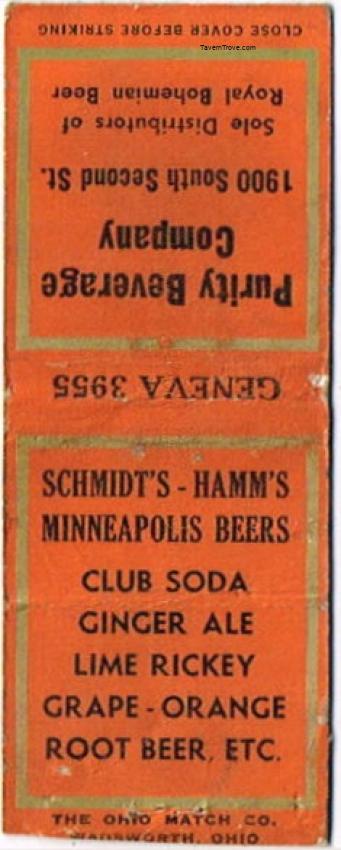 CLOSE COVER BEFORE STRIKING
TavernTrove.com
Purity Beverage
Company
1900 South Second St.
Sole Distributors of
Royal Bohemian Beer
GENEVA 3955
SCHMIDT'S - HAMM'S
MINNEAPOLIS BEERS
CLUB SODA
GINGER ALE
LIME RICKEY
GRAPE - ORANGE
ROOT BEER, ETC.
THE OHIO MATCH CO.
WADSWORTH, OHIO